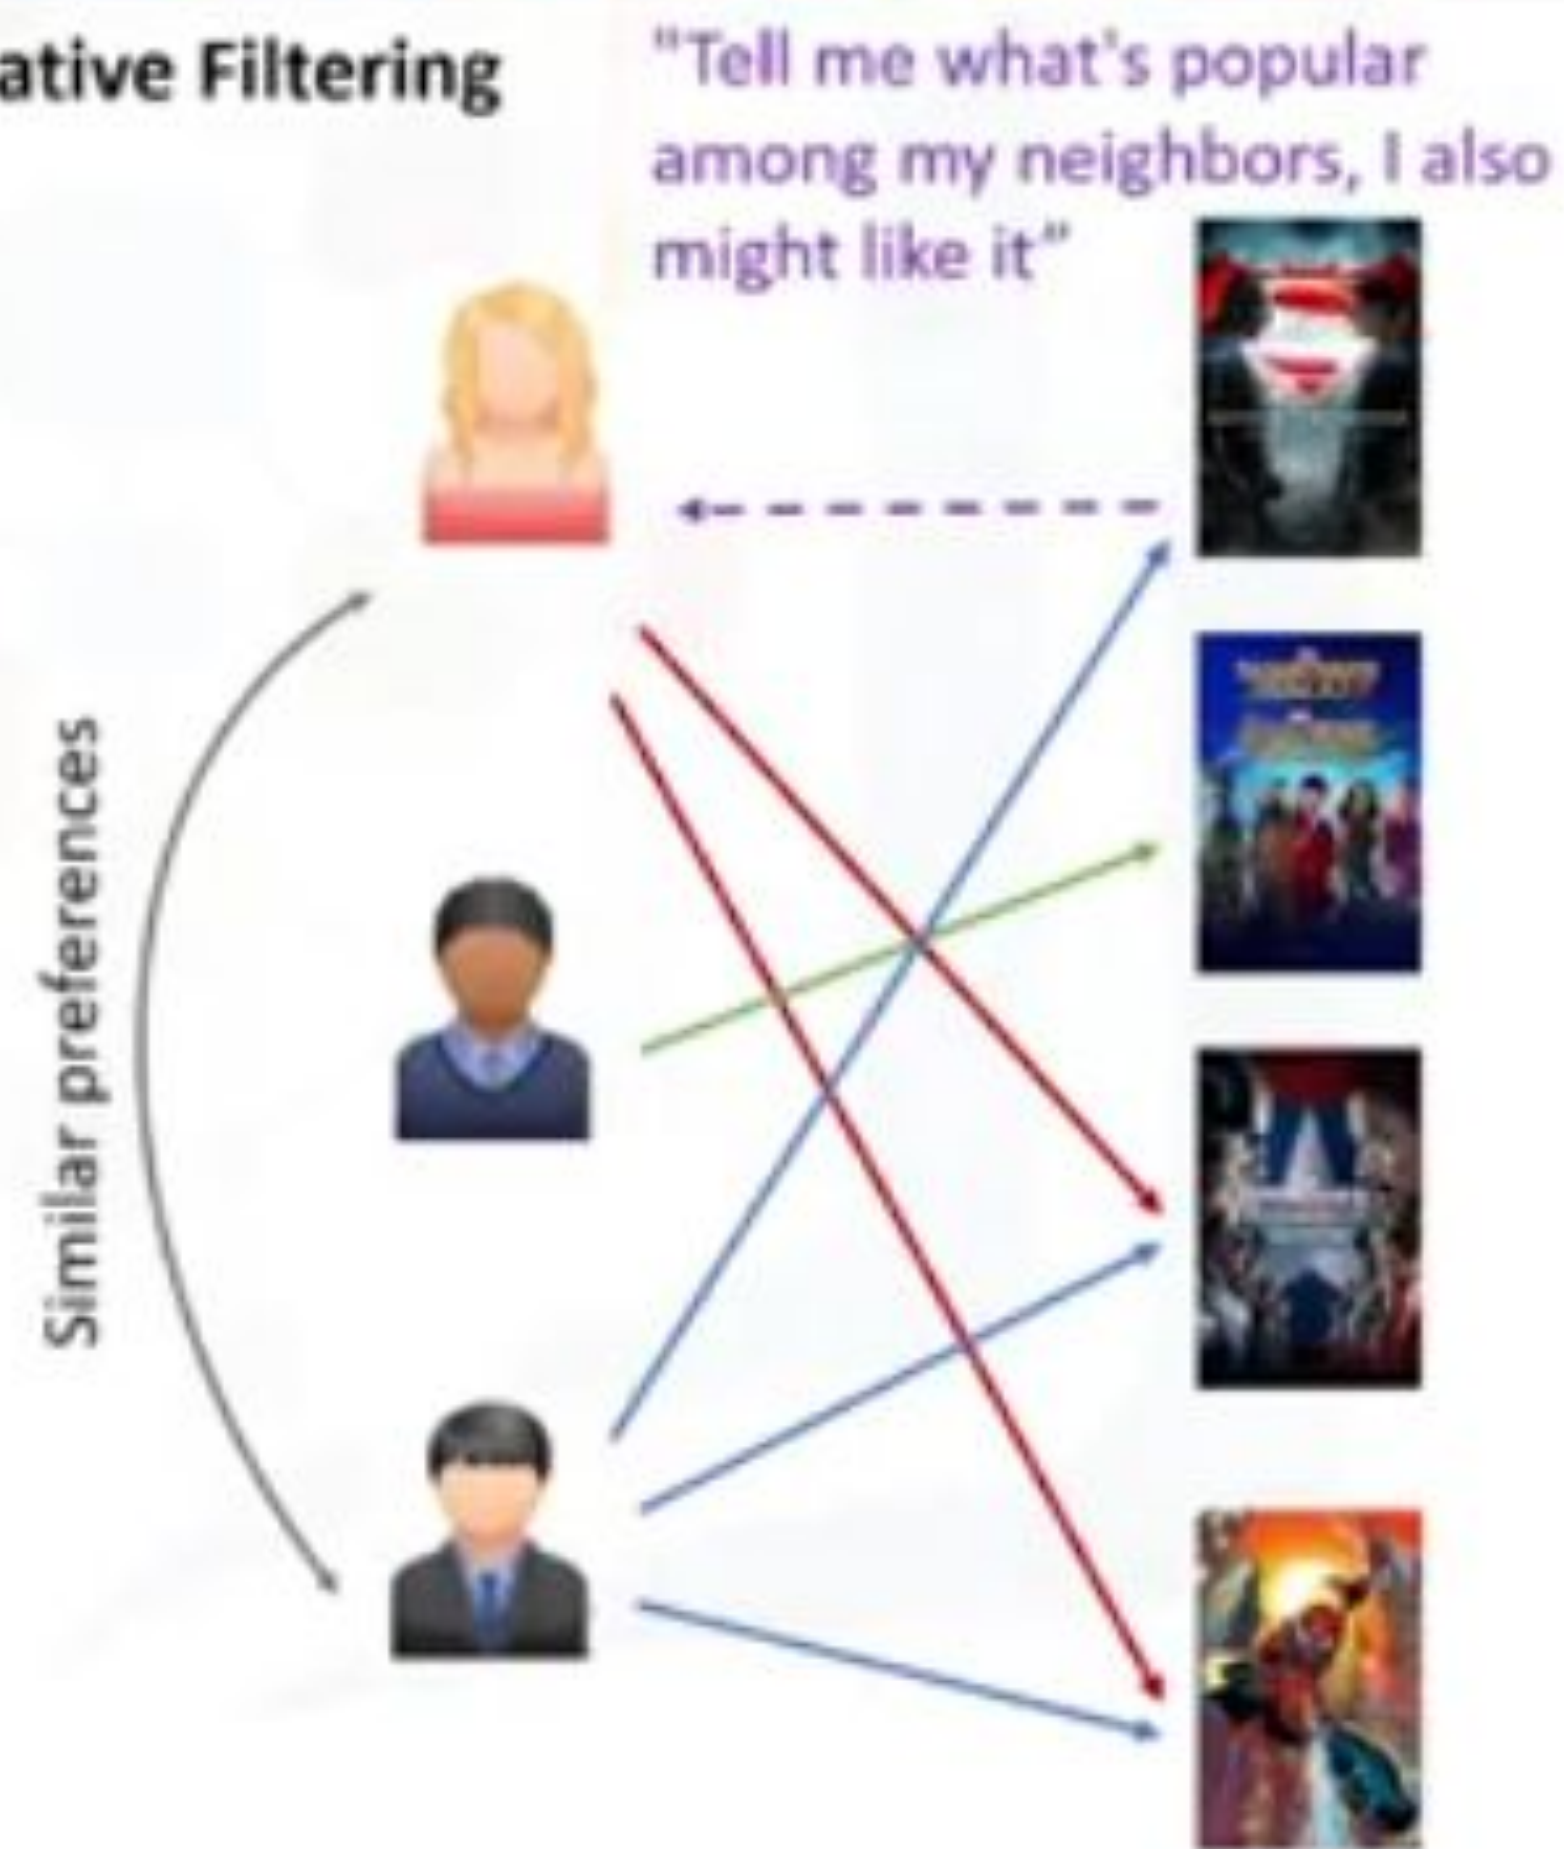 ative Filtering
"Tell me what's popular
among my neighbors, I also
might like it”
Similar preferences